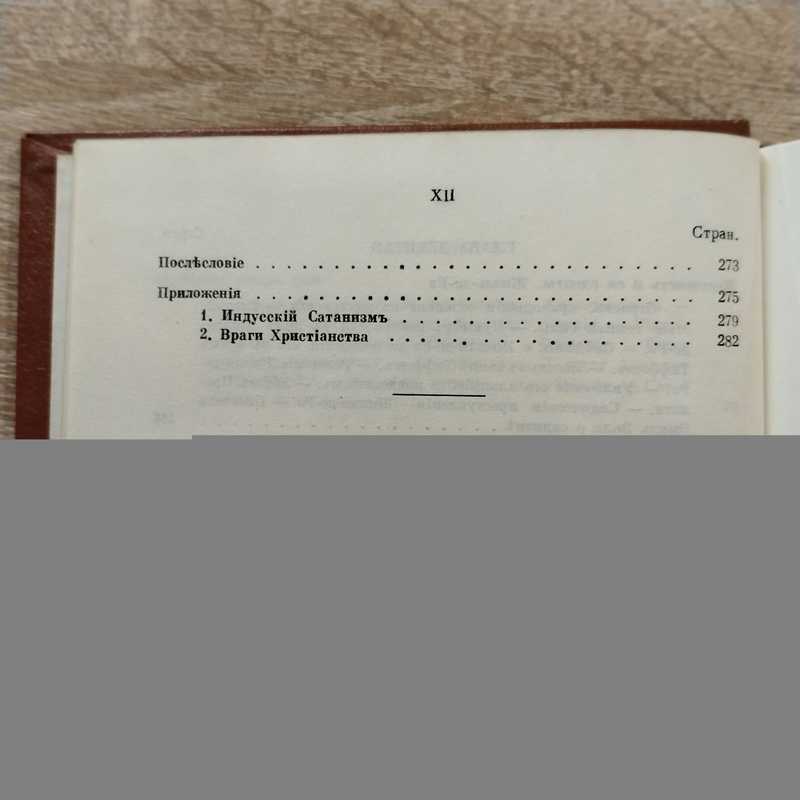 XII
Стран.
Послѣсловіе . . . . . . . . . . . . . . . . . . 273
Приложенія . . . . . . . . . . . . . . . . . . 275
1. Индусскій Сатанизмъ . . . . . . . . . . . . 279
2. Враги Христіанства . . . . . . . . . . . . . 282